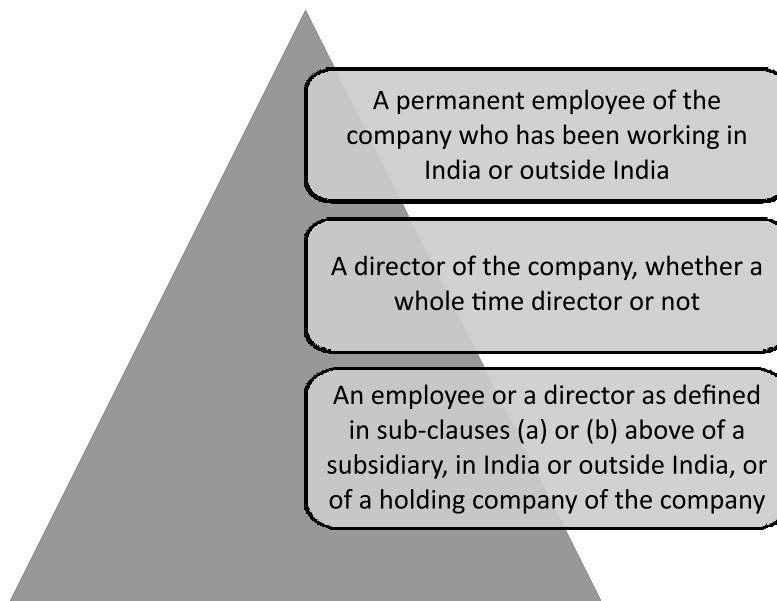 A permanent employee of the
company who has been working in
India or outside India
A director of the company, whether a
whole time director or not
An employee or a director as defined
in sub-clauses (a) or (b) above of a
subsidiary, in India or outside India, or
of a holding company of the company